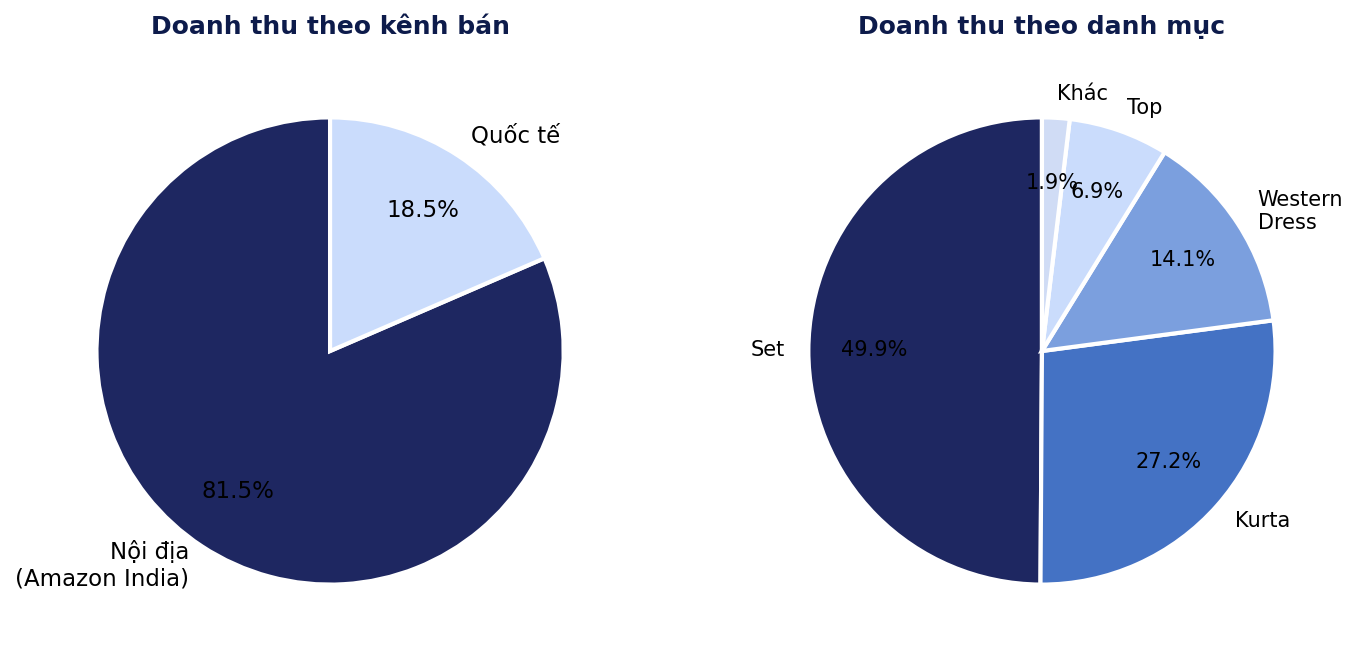 Doanh thu theo kênh bán
Quốc tế
18.5%
81.5%
Nội địa
(Amazon India)
Doanh thu theo danh mục
Khác
Top
1.9%
6.9%
Western
Dress
14.1%
Set
49.9%
27.2%
Kurta